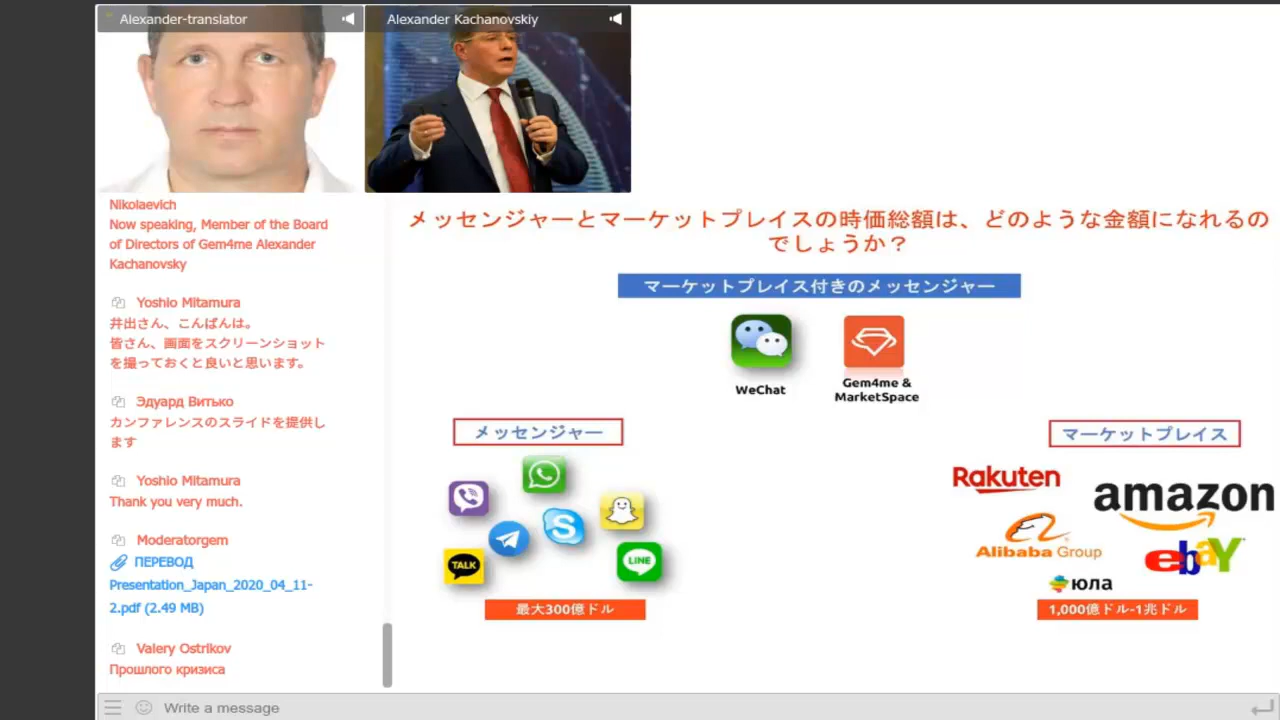 Alexander-translator
Alexander Kachanovskiy
Nikolaevich
Now speaking, Member of the Board
of Directors of Gem4me Alexander
Kachanovsky
Yoshio Mitamura
井出さん、こんばんは。
皆さん、画面をスクリーンショット
を撮っておくと良いと思います。
Эдуард Витько
カンファレンスのスライドを提供し
ます
Yoshio Mitamura
Thank you very much.
Moderatorgem
ПЕРЕВОД
Presentation_Japan_2020_04_11-
2.pdf (2.49 MB)
Valery Ostrikov
Прошлого кризиса
Write a message
メッセンジャーとマーケットプレイスの時価総額は、どのような金額になれるの
でしょうか？
マーケットプレイス付きのメッセンジャー
WeChat
Gem4me &
MarketSpace
メッセンジャー
TALK
LINE
最大300億ドル
マーケットプレイス
Rakuten
amazon
Alibaba Group
ebay
юла
1,000億ドル-1兆ドル